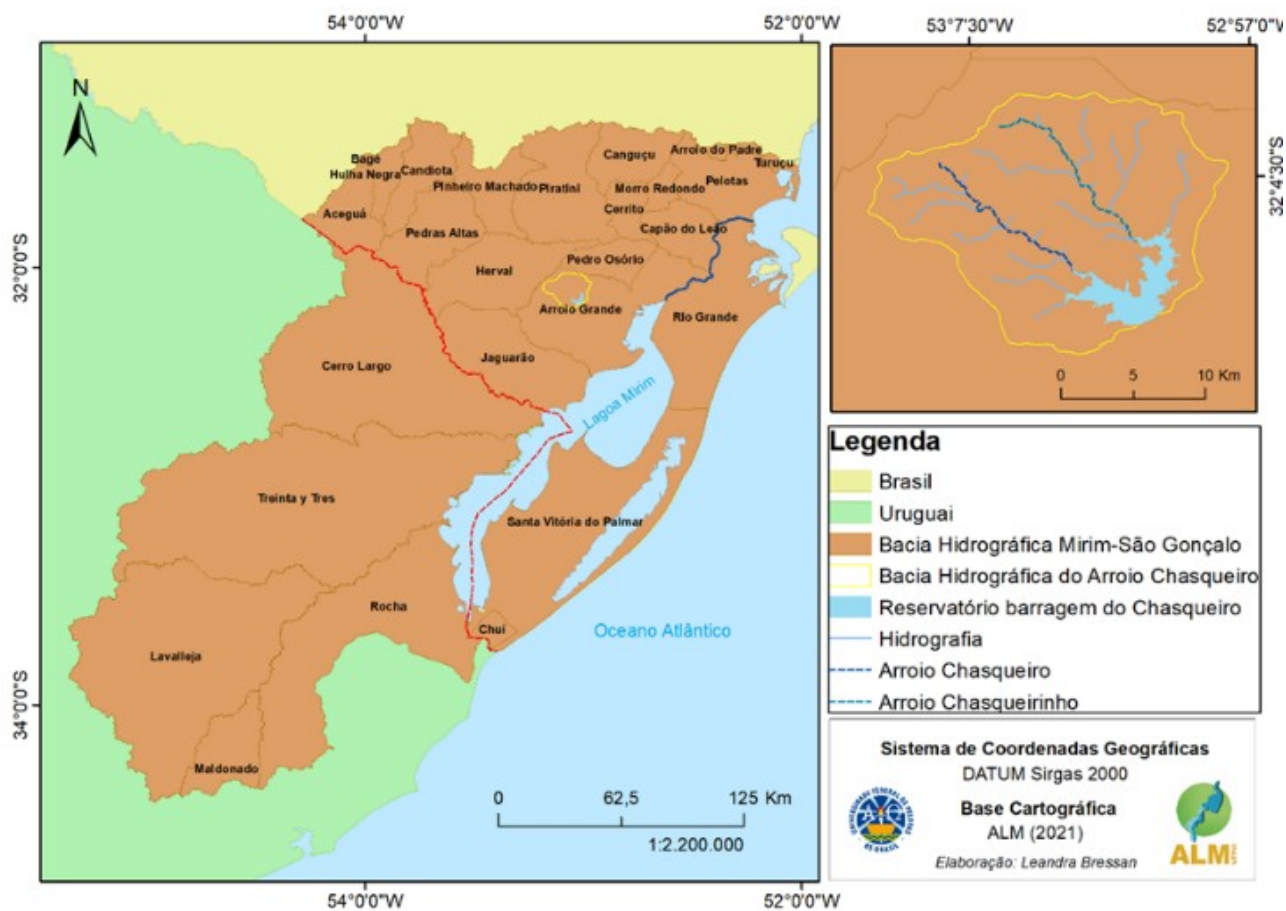 54°0'0"W
52°0'0"W
53°7'30"W
52°57'0"W
N
32°0'0"S
34°0'0"S
32°4'30"S
Bagé
Hulha Negra
Candiota
Aceguá
Pinheiro Machado
Piratini
Canguçu
Arroio do Padre
Turuçu
Pelotas
Morro Redondo
Cerrito
Capão do Leão
Pedras Altas
Herval
Pedro Osório
Arroio Grande
Rio Grande
Jaguarão
Cerro Largo
Lagoa Mirim
Treinta y Tres
Santa Vitória do Palmar
Rocha
Chuí
Lavalleja
Maldonado
Oceano Atlântico
0 62,5 125 Km
1:2.200.000
54°0'0"W
52°0'0"W
0 5 10 Km
Legenda
Brasil
Uruguai
Bacia Hidrográfica Mirim-São Gonçalo
Bacia Hidrográfica do Arroio Chasqueiro
Reservatório barragem do Chasqueiro
Hidrografia
Arroio Chasqueiro
Arroio Chasqueirinho
Sistema de Coordenadas Geográficas
DATUM Sirgas 2000
Base Cartográfica
ALM (2021)
Elaboração: Leandra Bressan
ALM